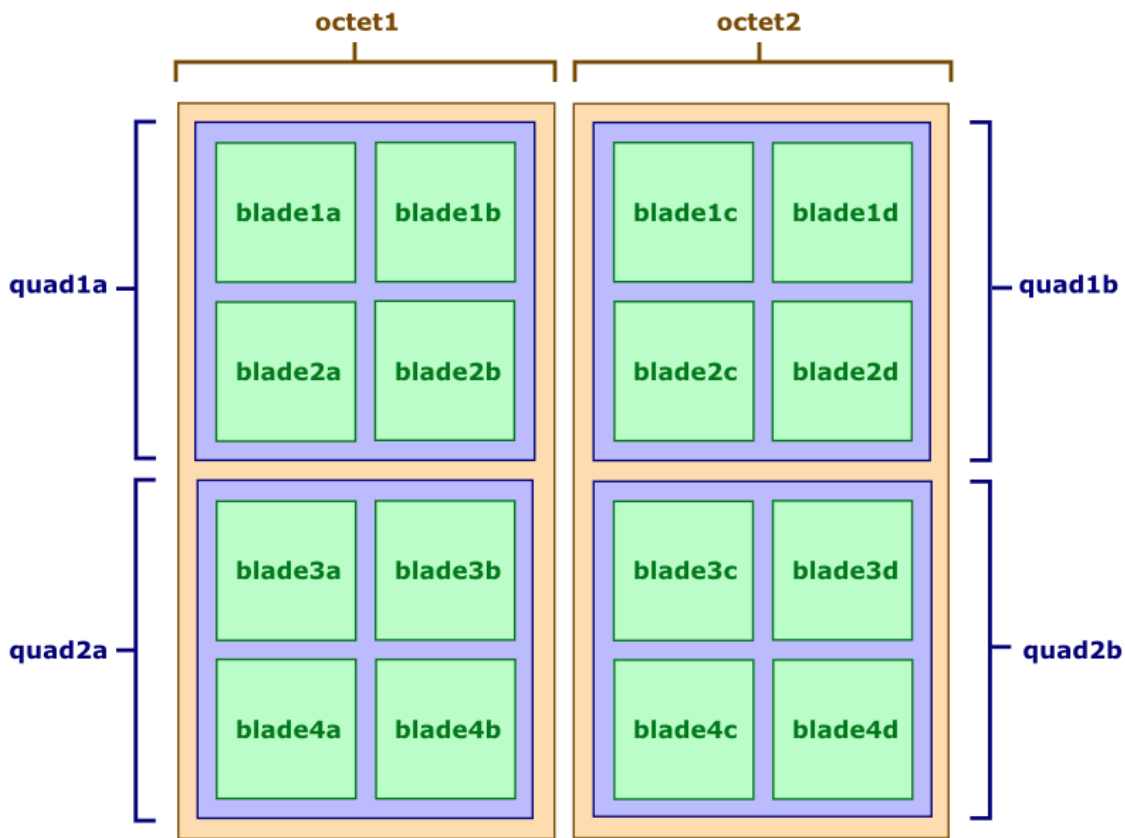 octet1 octet2
blade1a blade1b blade1c blade1d
quad1a quad1b
blade2a blade2b blade2c blade2d
blade3a blade3b blade3c blade3d
quad2a quad2b
blade4a blade4b blade4c blade4d